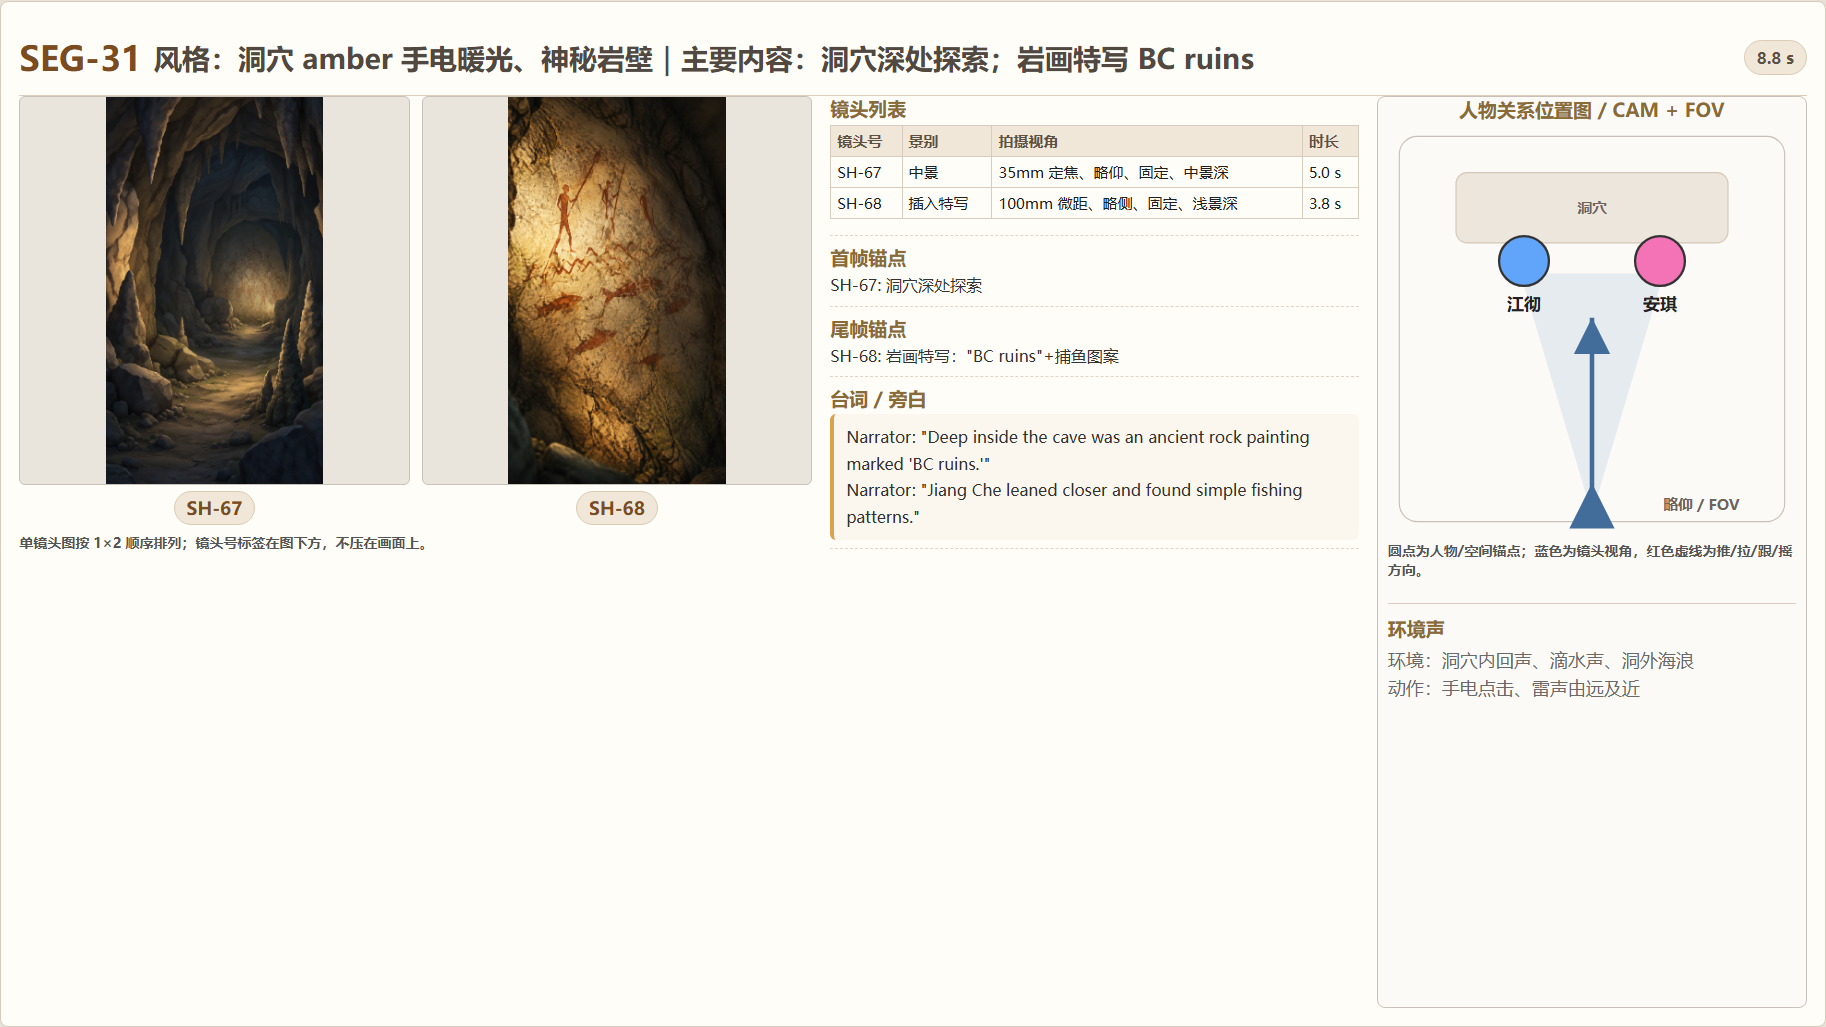 SEG-31 风格：洞穴 amber 手电暖光、神秘岩壁 | 主要内容：洞穴深处探索；岩画特写 BC ruins
8.8 s
SH-67
SH-68
单镜头图按 1×2 顺序排列；镜头号标签在图下方，不压在画面上。
镜头列表
镜头号 景别 拍摄视角 时长
SH-67 中景 35mm 定焦、略仰、固定、中景深 5.0 s
SH-68 插入特写 100mm 微距、略侧、固定、浅景深 3.8 s
首帧锚点
SH-67: 洞穴深处探索
尾帧锚点
SH-68: 岩画特写："BC ruins"+捕鱼图案
台词 / 旁白
Narrator: "Deep inside the cave was an ancient rock painting
marked 'BC ruins.'"
Narrator: "Jiang Che leaned closer and found simple fishing
patterns."
人物关系位置图 / CAM + FOV
洞穴
江彻
安琪
略仰 / FOV
圆点为人物/空间锚点；蓝色为镜头视角，红色虚线为推/拉/跟/摇
方向。
环境声
环境：洞穴内回声、滴水声、洞外海浪
动作：手电点击、雷声由远及近